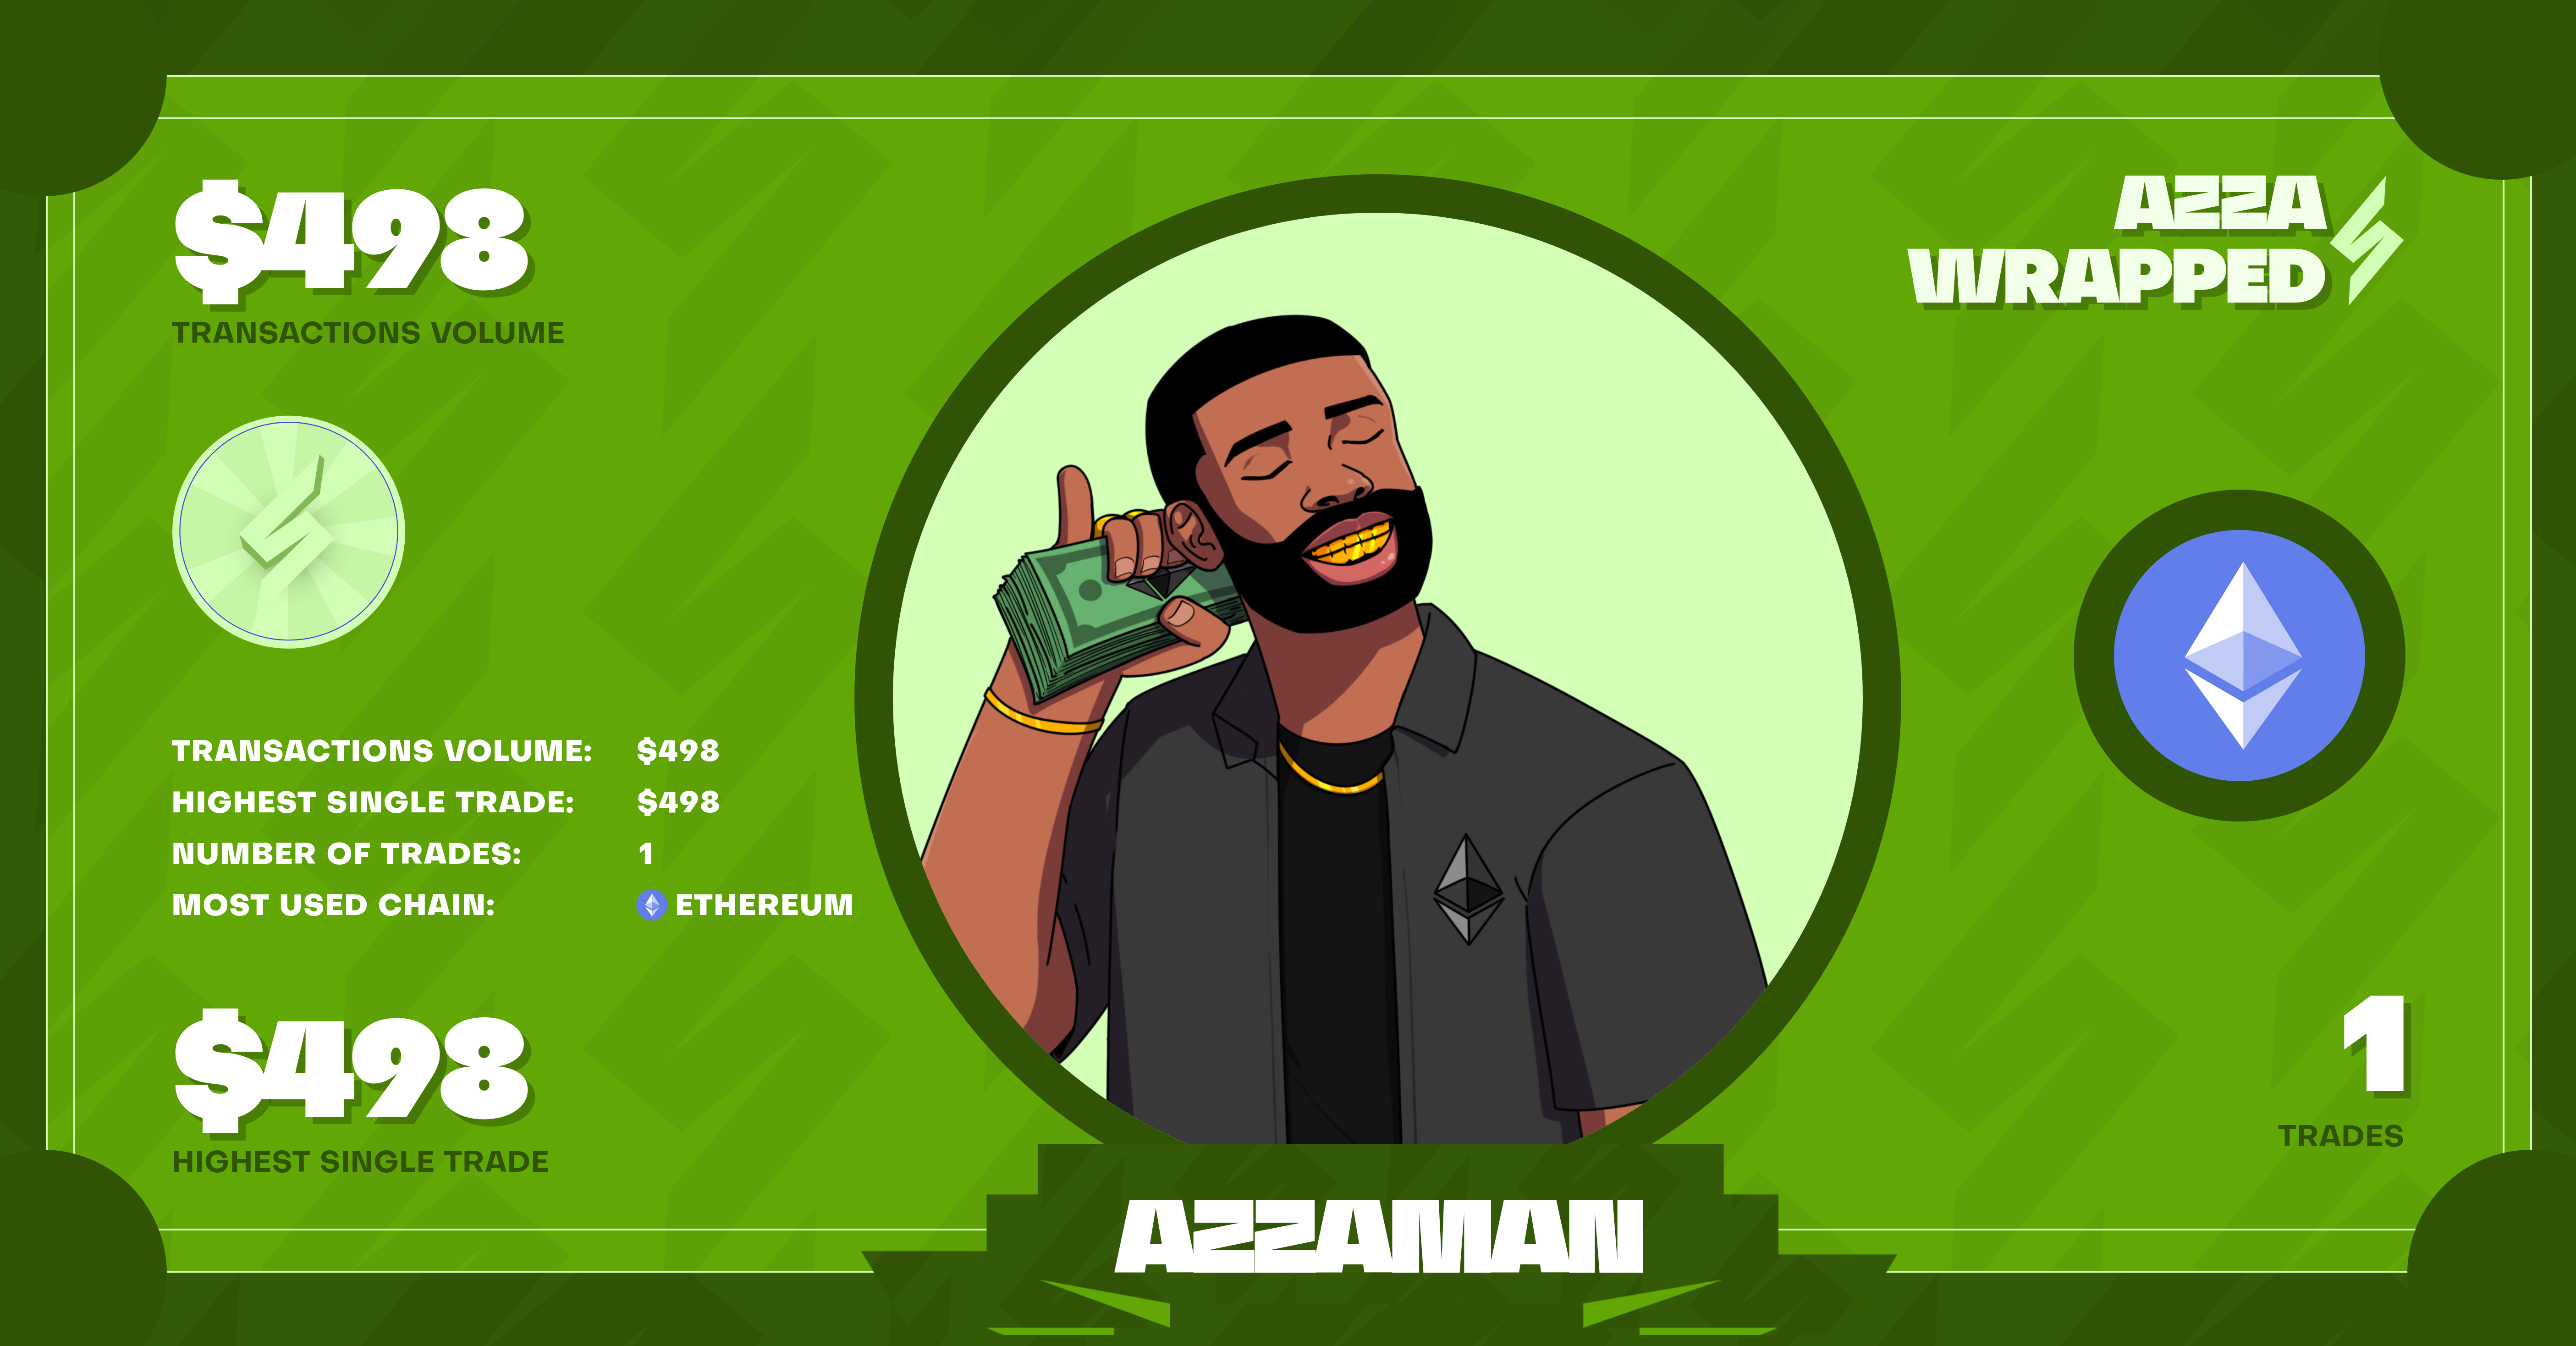 $498
TRANSACTIONS VOLUME
AZZA
WRAPPED
TRANSACTIONS VOLUME: $498
HIGHEST SINGLE TRADE: $498
NUMBER OF TRADES: 1
MOST USED CHAIN: ETHEREUM
$498
HIGHEST SINGLE TRADE
1
TRADES
AZZAMAN